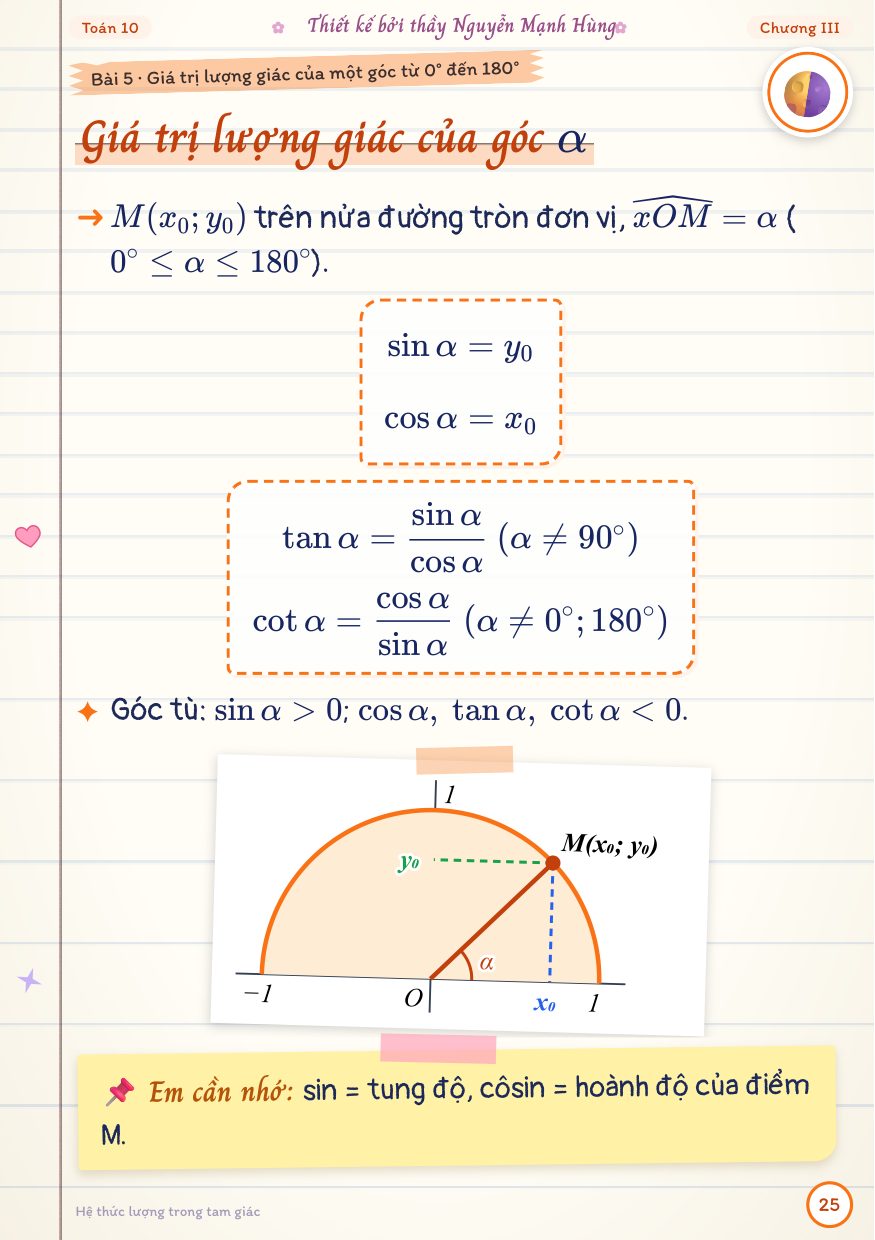 Toán 10
Thiết kế bởi thầy Nguyễn Mạnh Hùng
Chương III
Bài 5 · Giá trị lượng giác của một góc từ 0° đến 180°
Giá trị lượng giác của góc α
→ M(x₀; y₀) trên nửa đường tròn đơn vị, \widehat{xOM} = α (
0° ≤ α ≤ 180°).
sin α = y₀
cos α = x₀
tan α = \frac{sin α}{cos α} (α ≠ 90°)
cot α = \frac{cos α}{sin α} (α ≠ 0°; 180°)
Góc tù: sin α > 0; cos α, tan α, cot α < 0.
1
M(x₀; y₀)
y₀
α
−1
O
x₀
1
Em cần nhớ: sin = tung độ, côsin = hoành độ của điểm
M.
Hệ thức lượng trong tam giác
25